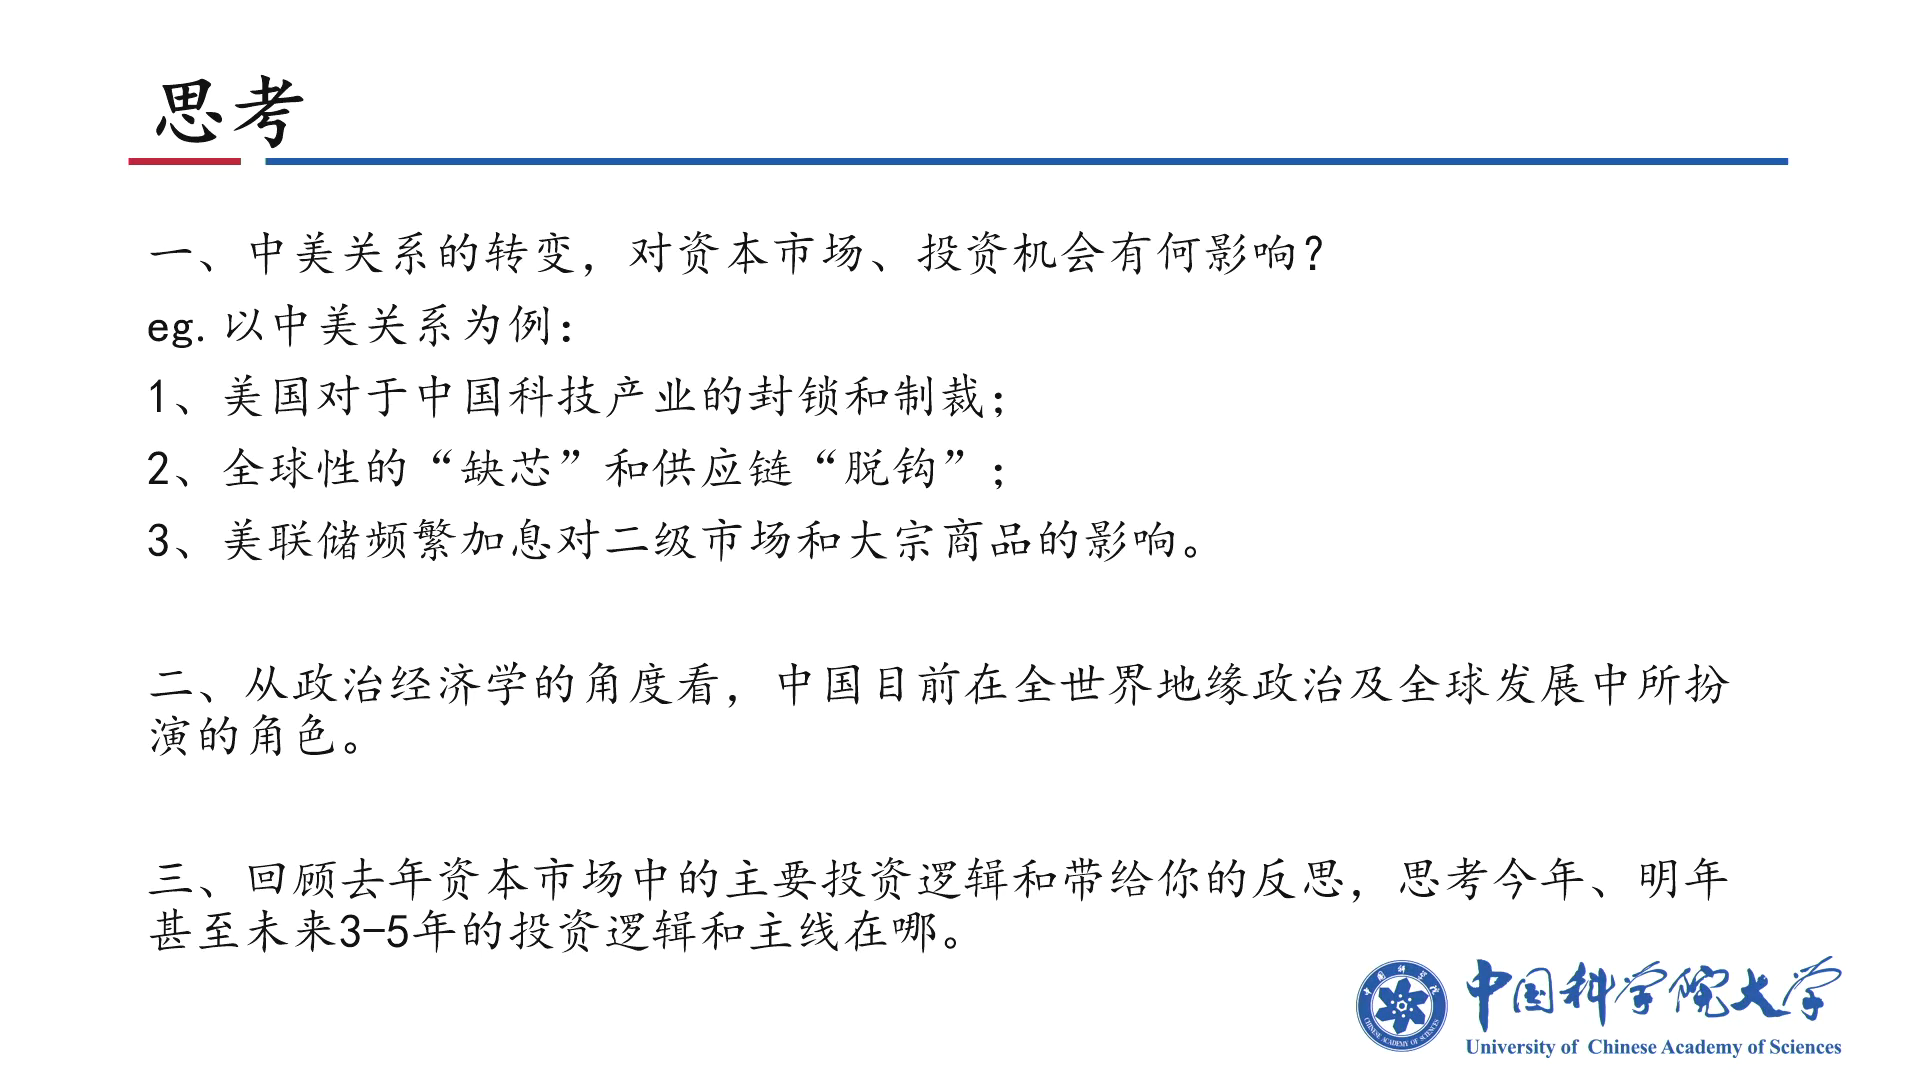 思考
一、中美关系的转变，对资本市场、投资机会有何影响？
eg.以中美关系为例：
1、美国对于中国科技产业的封锁和制裁；
2、全球性的“缺芯”和供应链“脱钩”；
3、美联储频繁加息对二级市场和大宗商品的影响。
二、从政治经济学的角度看，中国目前在全世界地缘政治及全球发展中所扮
演的角色。
三、回顾去年资本市场中的主要投资逻辑和带给你的反思，思考今年、明年
甚至未来3-5年的投资逻辑和主线在哪。
中国科学院
CHINESE ACADEMY OF SCIENCES
中国科学院大学
University of Chinese Academy of Sciences